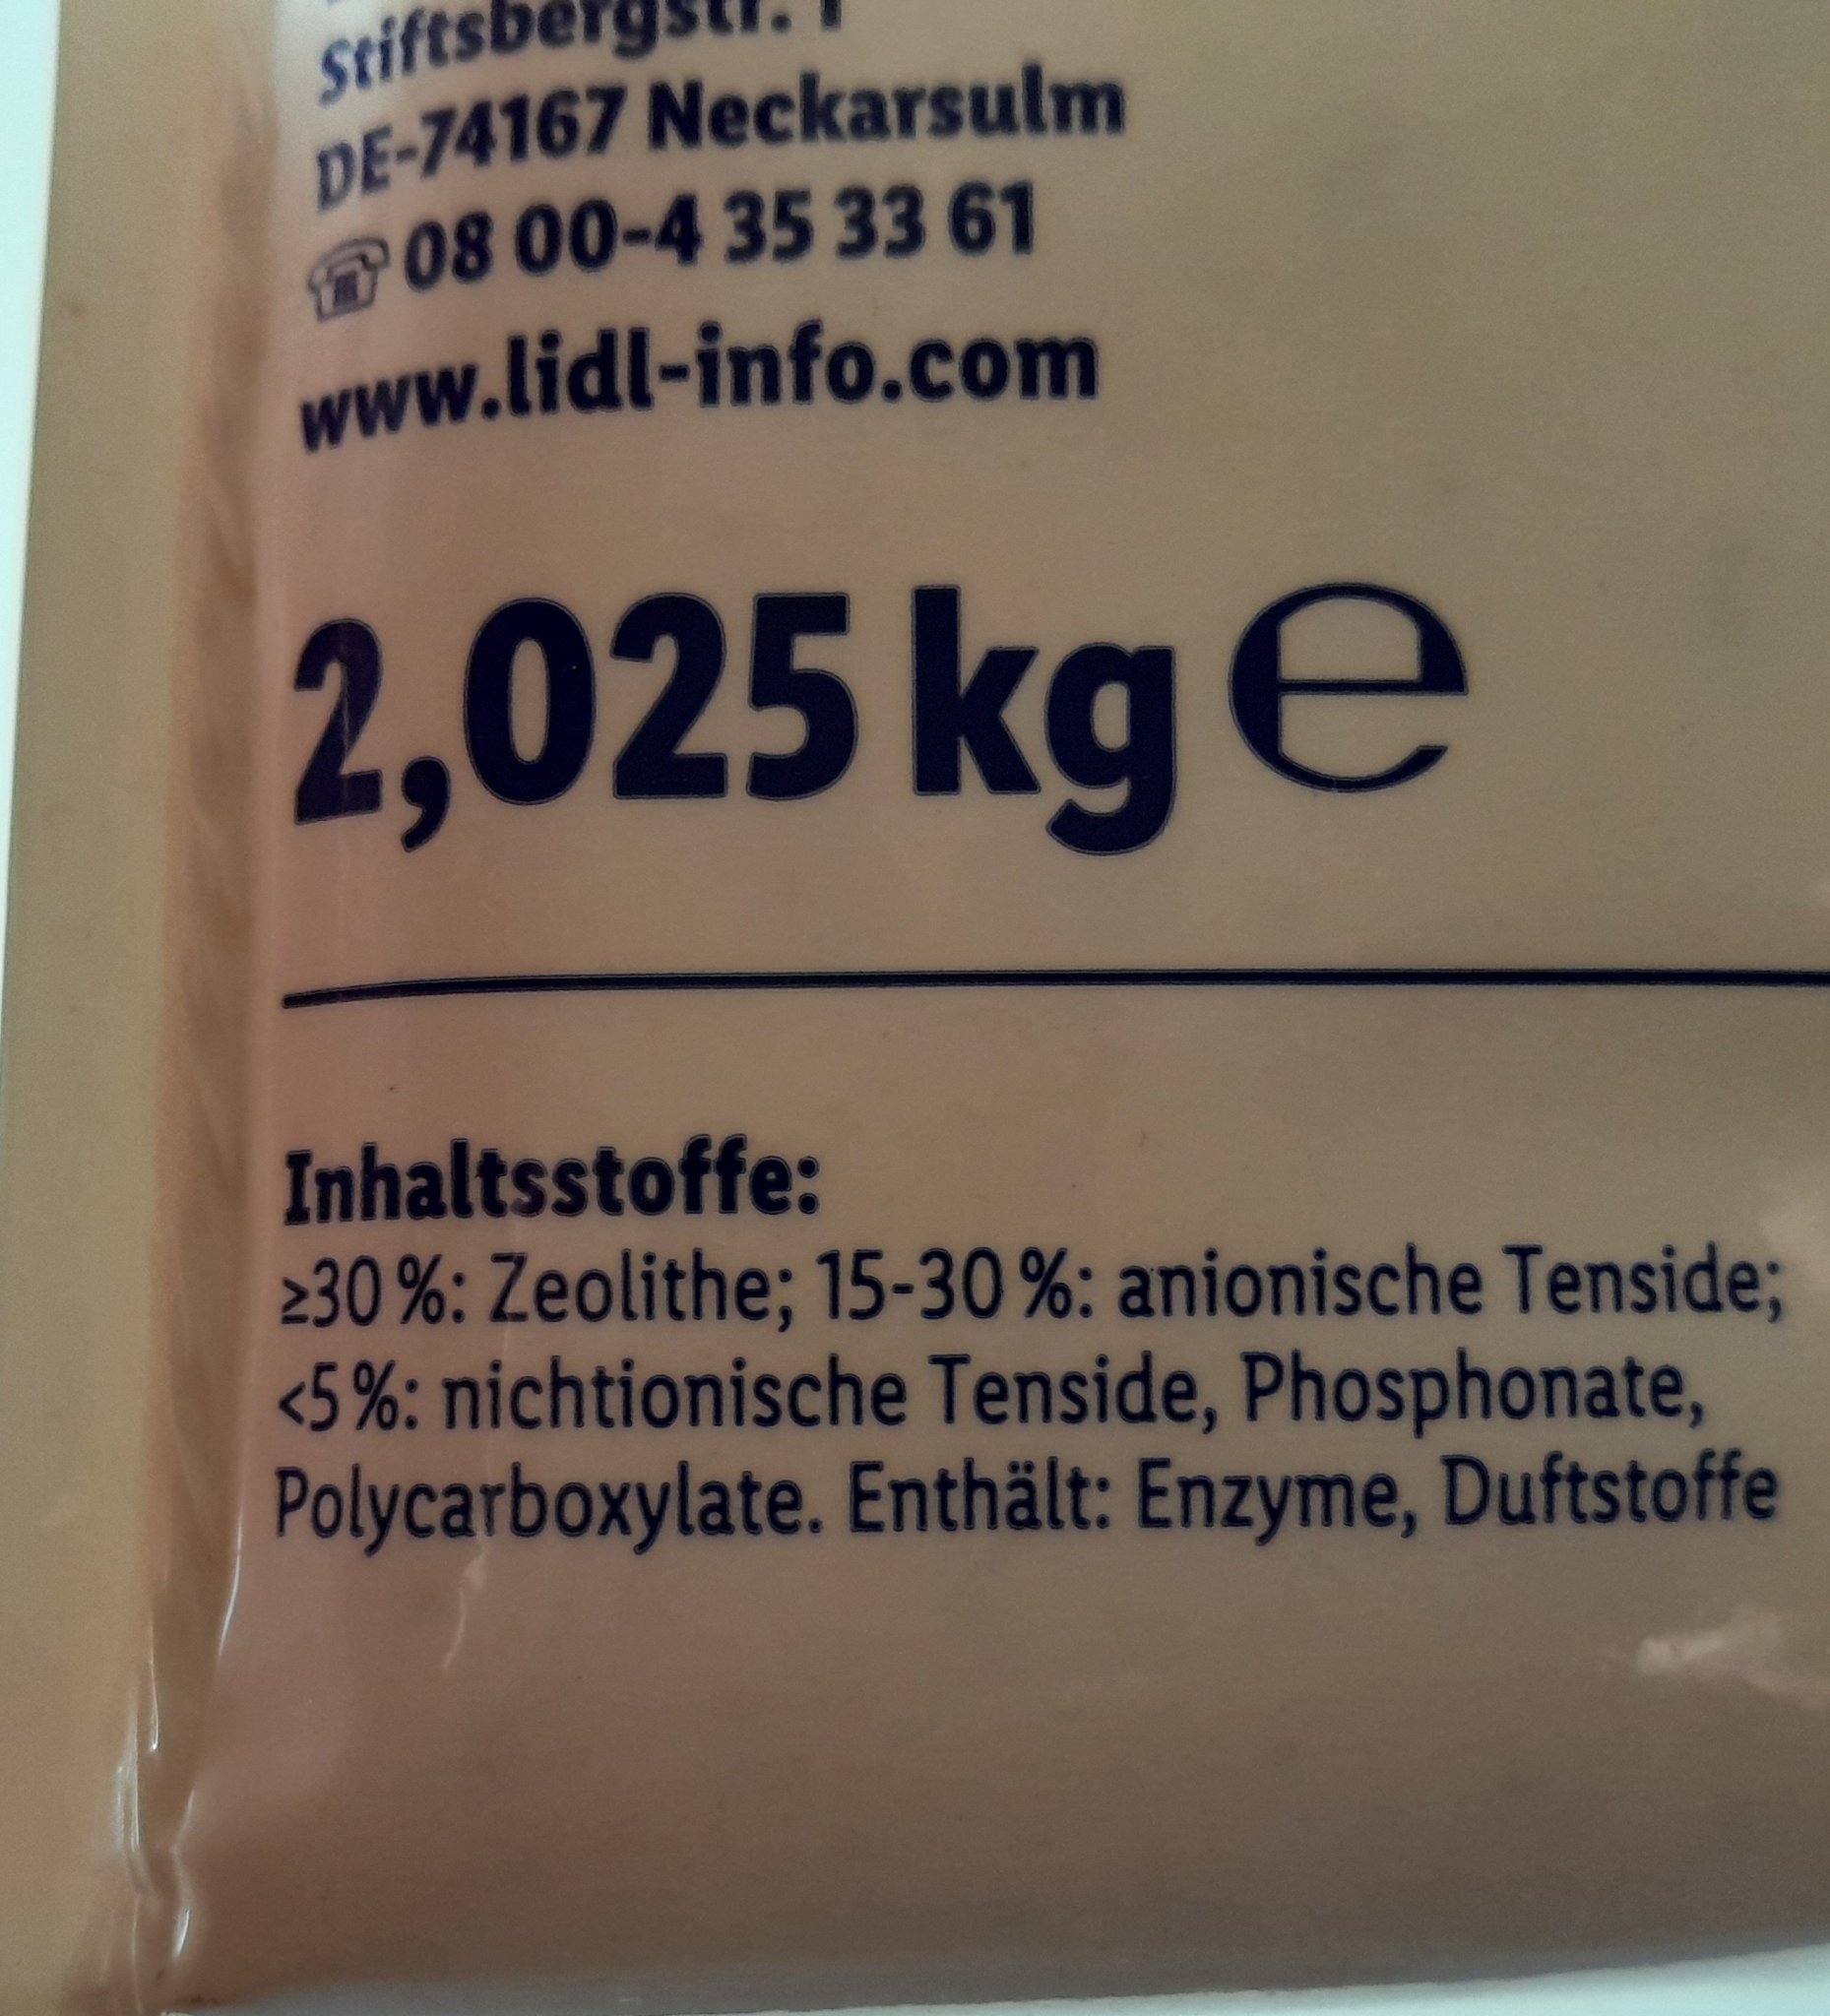 Stiftsbergstr. 1
DE-74167 Neckarsulm
☎ 08 00-4 35 33 61
www.lidl-info.com
2,025 kg ℮
Inhaltsstoffe:
≥30 %: Zeolithe; 15-30 %: anionische Tenside;
<5 %: nichtionische Tenside, Phosphonate,
Polycarboxylate. Enthält: Enzyme, Duftstoffe